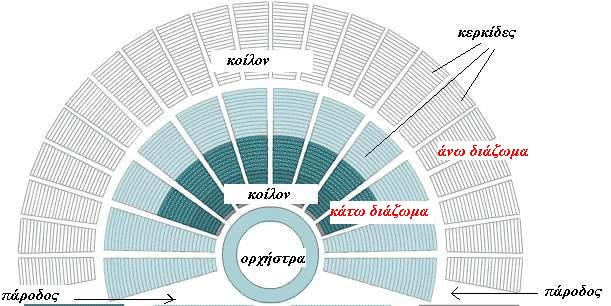 κερκίδες
κοίλον
άνω διάζωμα
κοίλον
κάτω διάζωμα
ορχήστρα
πάροδος
πάροδος